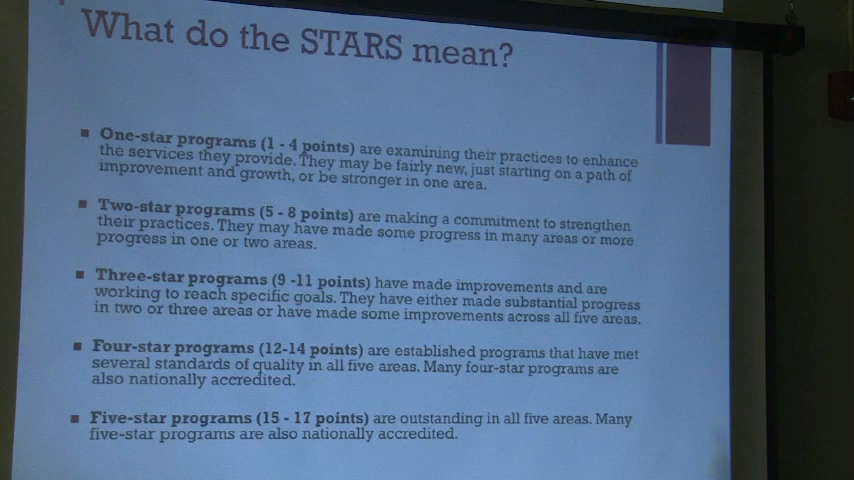 What do the STARS mean?
▪ One-star programs (1 - 4 points) are examining their practices to enhance
the services they provide. They may be fairly new, just starting on a path of
improvement and growth, or be stronger in one area.
▪ Two-star programs (5 - 8 points) are making a commitment to strengthen
their practices. They may have made some progress in many areas or more
progress in one or two areas.
▪ Three-star programs (9 -11 points) have made improvements and are
working to reach specific goals. They have either made substantial progress
in two or three areas or have made some improvements across all five areas.
▪ Four-star programs (12-14 points) are established programs that have met
several standards of quality in all five areas. Many four-star programs are
also nationally accredited.
▪ Five-star programs (15 - 17 points) are outstanding in all five areas. Many
five-star programs are also nationally accredited.